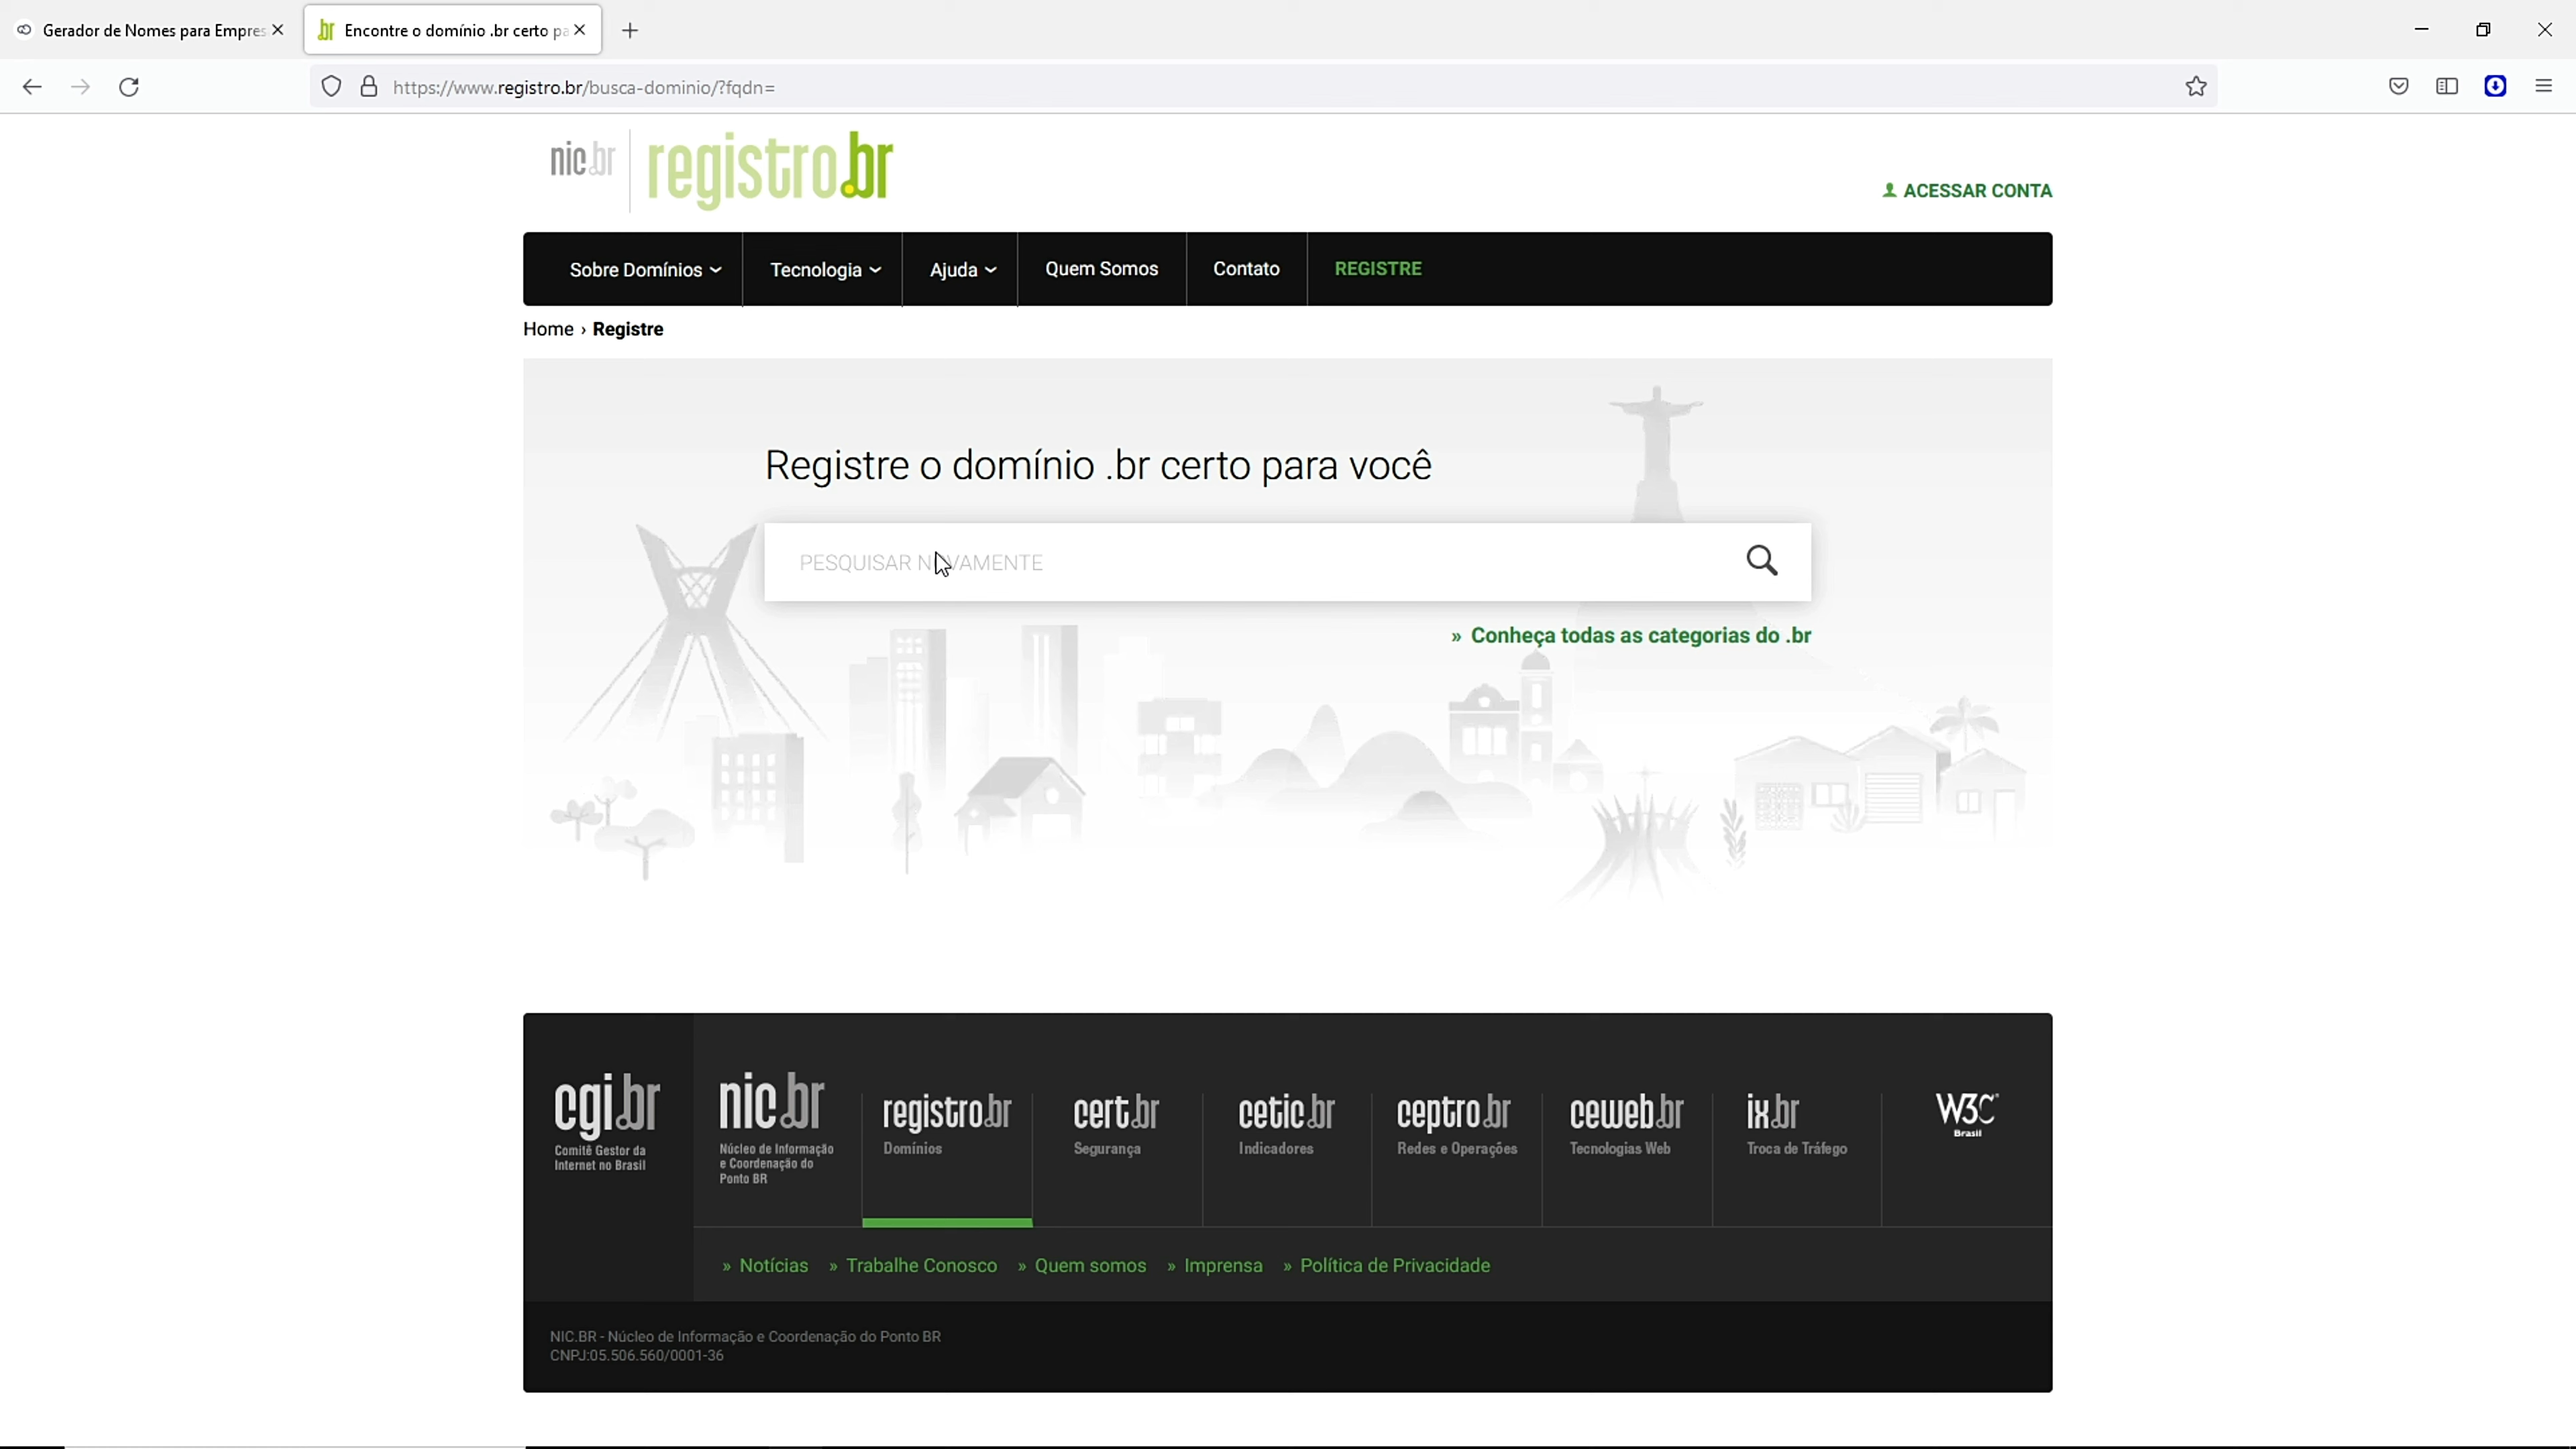 Gerador de Nomes para Empres
Encontre o domínio .br certo pa
https://www.registro.br/busca-dominio/?fqdn=
nic.br
registro.br
ACESSAR CONTA
Sobre Domínios
Tecnologia
Ajuda
Quem Somos
Contato
REGISTRE
Home › Registre
Registre o domínio .br certo para você
PESQUISAR NOVAMENTE
» Conheça todas as categorias do .br
cgi.br
Comitê Gestor da
Internet no Brasil
nic.br
Núcleo de Informação
e Coordenação do
Ponto BR
registro.br
Domínios
cert.br
Segurança
cetic.br
Indicadores
ceptro.br
Redes e Operações
ceweb.br
Tecnologias Web
ix.br
Troca de Tráfego
W3C®
Brasil
» Notícias » Trabalhe Conosco » Quem somos » Imprensa » Política de Privacidade
NIC.BR - Núcleo de Informação e Coordenação do Ponto BR
CNPJ:05.506.560/0001-36